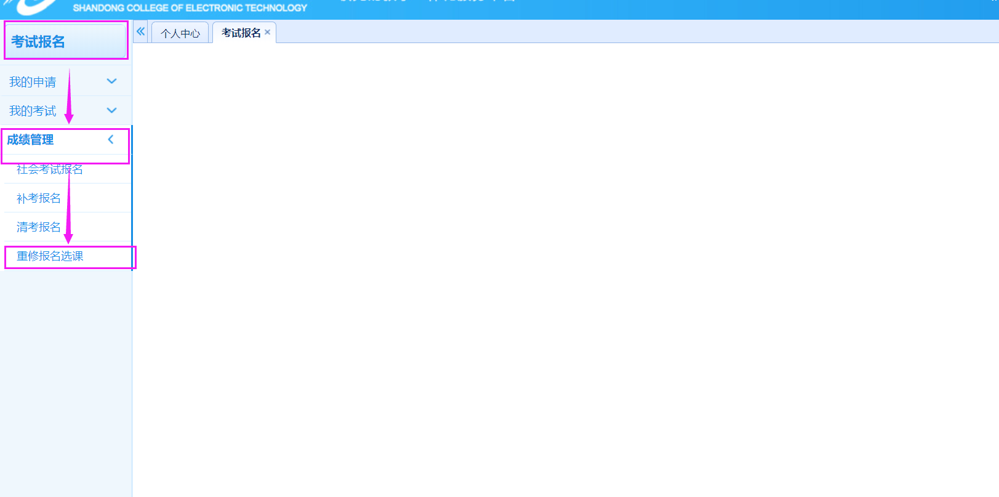 SHANDONG COLLEGE OF ELECTRONIC TECHNOLOGY
考试报名
个人中心
考试报名
我的申请
我的考试
成绩管理
社会考试报名
补考报名
清考报名
重修报名选课